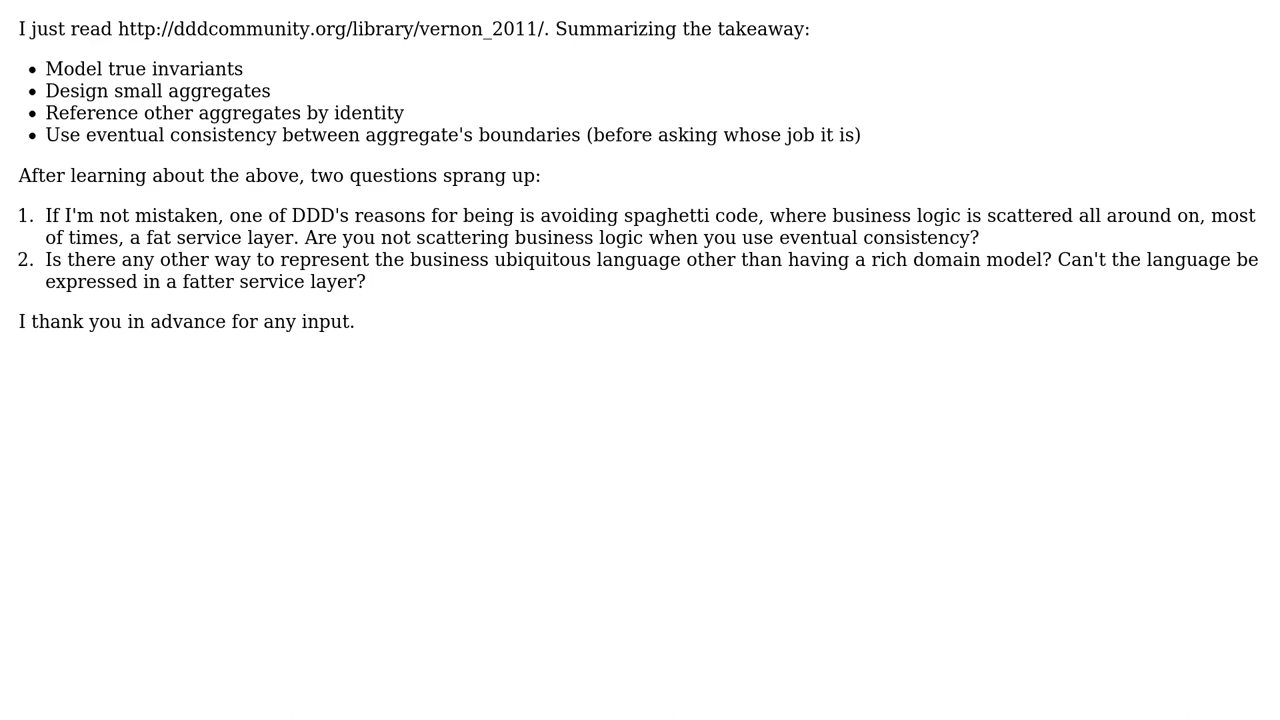 I just read http://dddcommunity.org/library/vernon_2011/. Summarizing the takeaway:
• Model true invariants
• Design small aggregates
• Reference other aggregates by identity
• Use eventual consistency between aggregate's boundaries (before asking whose job it is)
After learning about the above, two questions sprang up:
1. If I'm not mistaken, one of DDD's reasons for being is avoiding spaghetti code, where business logic is scattered all around on, most
of times, a fat service layer. Are you not scattering business logic when you use eventual consistency?
2. Is there any other way to represent the business ubiquitous language other than having a rich domain model? Can't the language be
expressed in a fatter service layer?
I thank you in advance for any input.